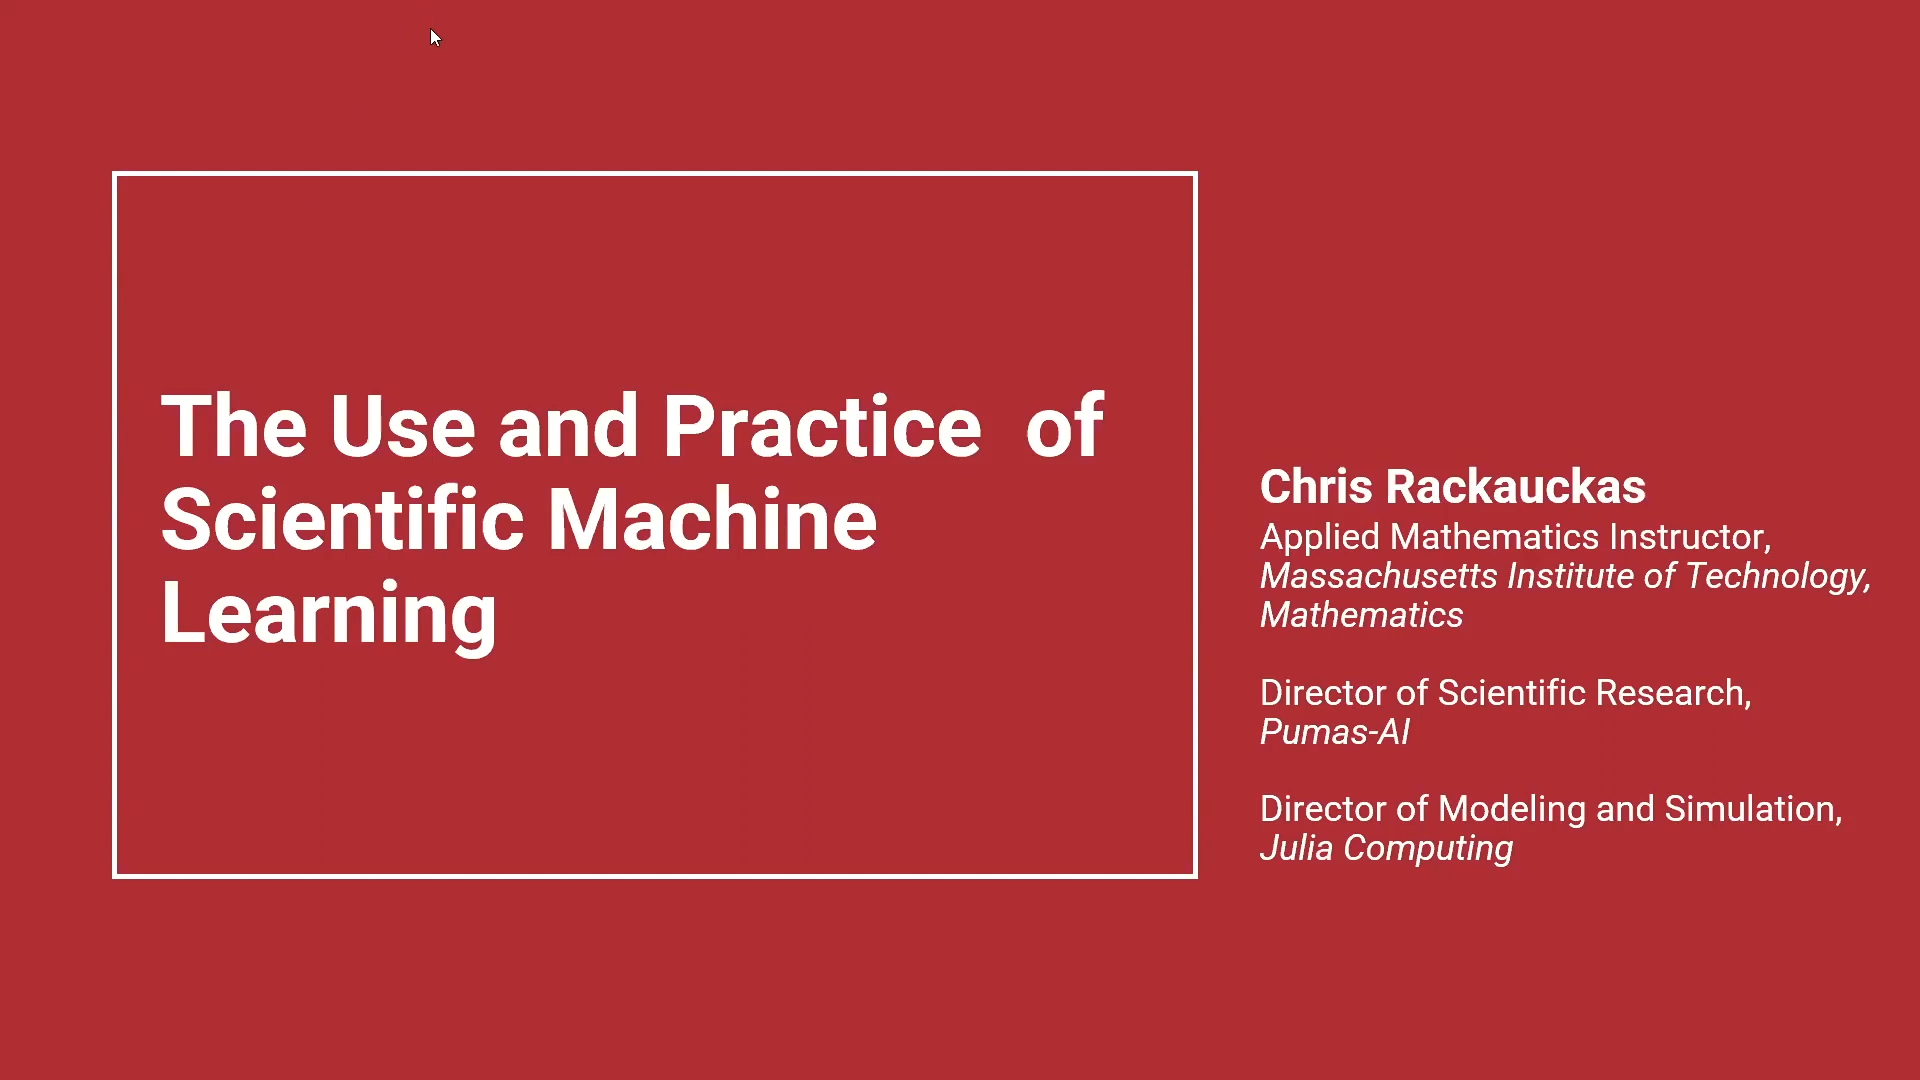 The Use and Practice  of
Scientific Machine
Learning
Chris Rackauckas
Applied Mathematics Instructor,
Massachusetts Institute of Technology,
Mathematics
Director of Scientific Research,
Pumas-AI
Director of Modeling and Simulation,
Julia Computing